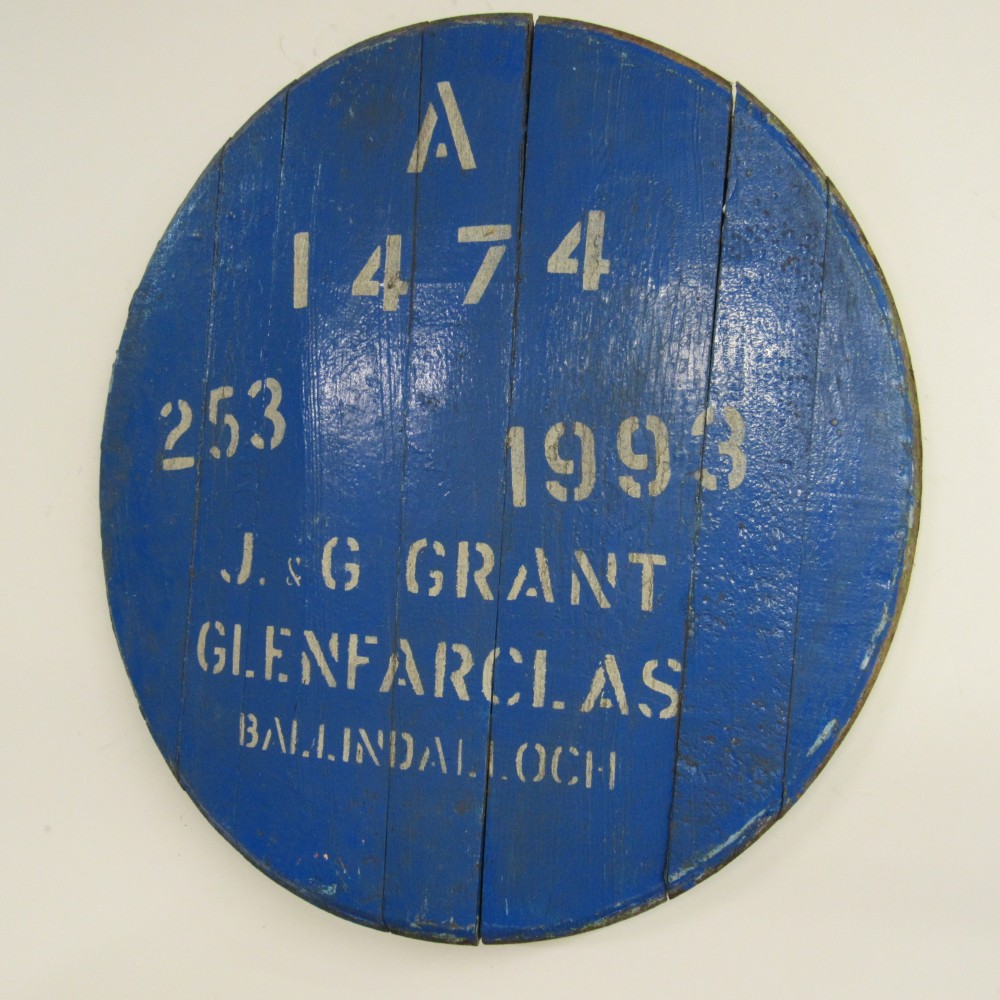 A
1474
253 1993
J. & G GRANT
GLENFARCLAS
BALLINDALLOCH